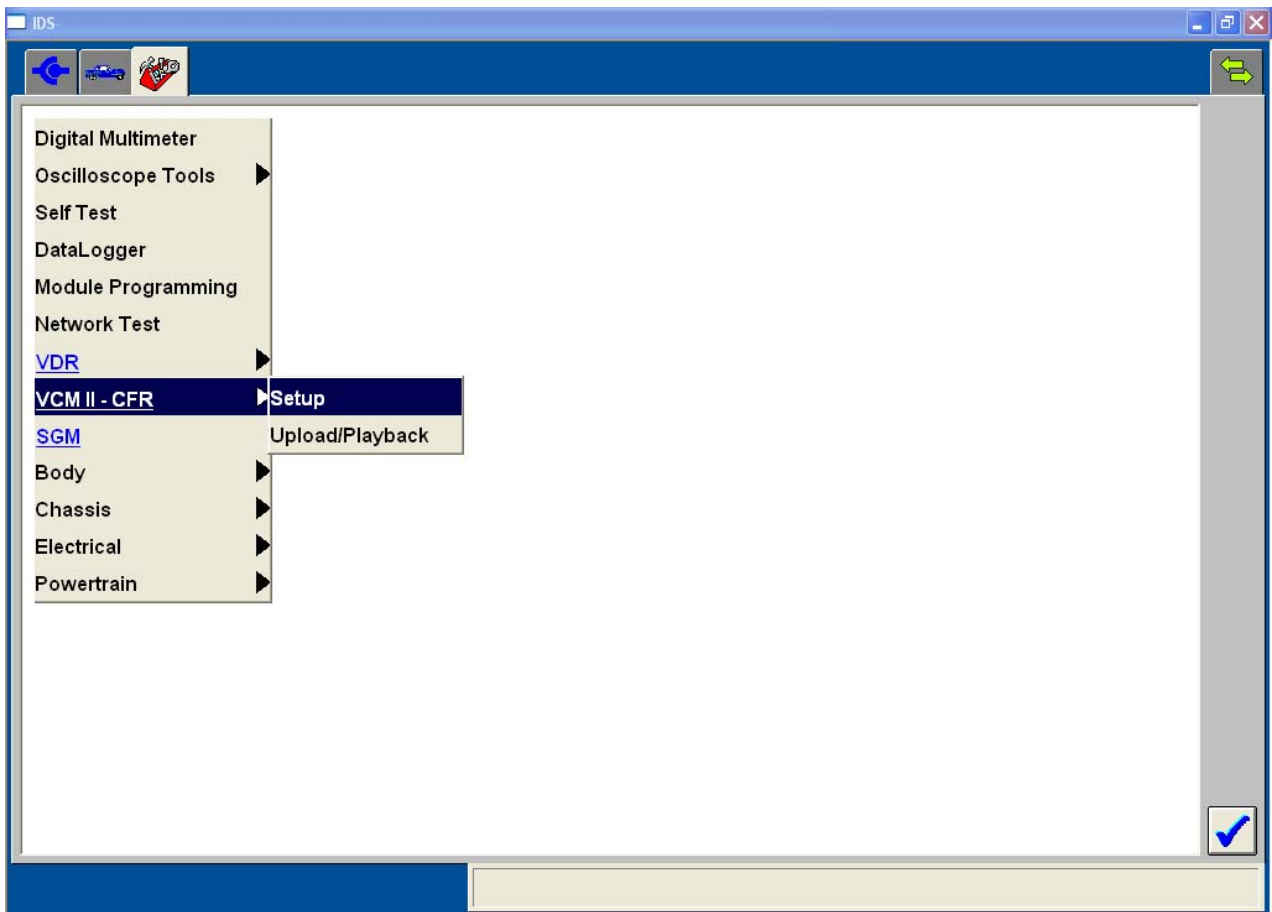 IDS
Digital Multimeter
Oscilloscope Tools
Self Test
DataLogger
Module Programming
Network Test
VDR
VCM II - CFR
Setup
SGM
Upload/Playback
Body
Chassis
Electrical
Powertrain